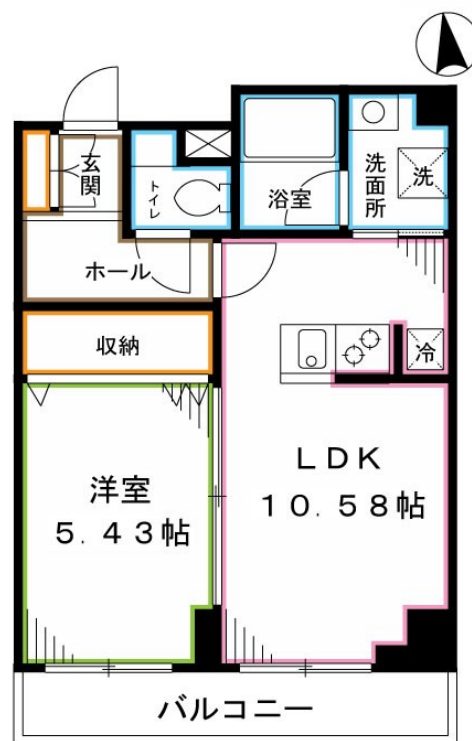 玄関
トイレ
浴室
洗面所
洗
ホール
収納
冷
LDK
10.58帖
洋室
5.43帖
バルコニー